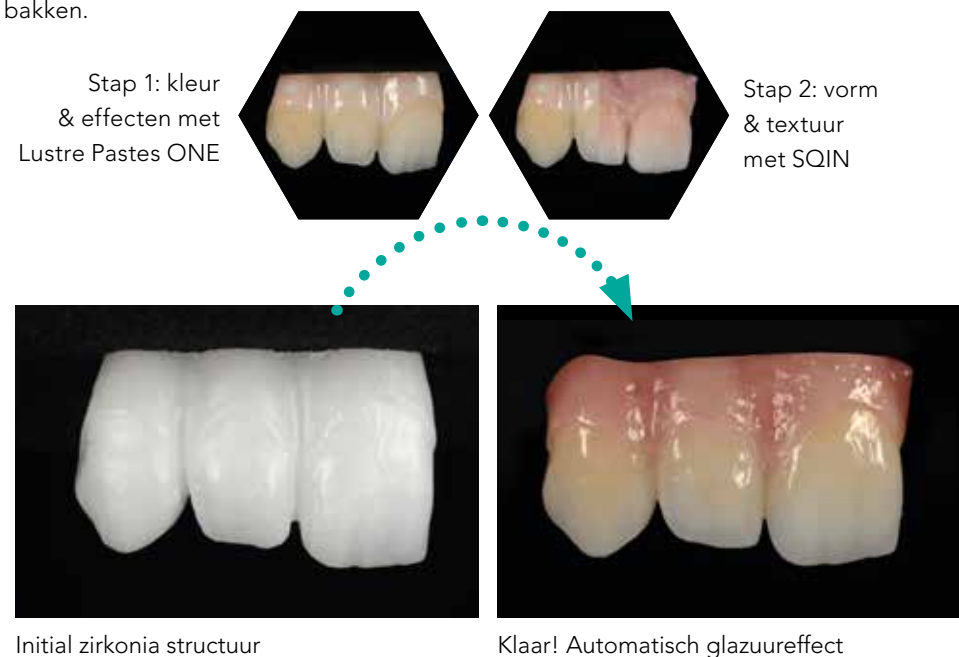 bakken.
Stap 1: kleur
& effecten met
Lustre Pastes ONE
Stap 2: vorm
& textuur
met SQIN
Initial zirkonia structuur
Klaar! Automatisch glazuureffect